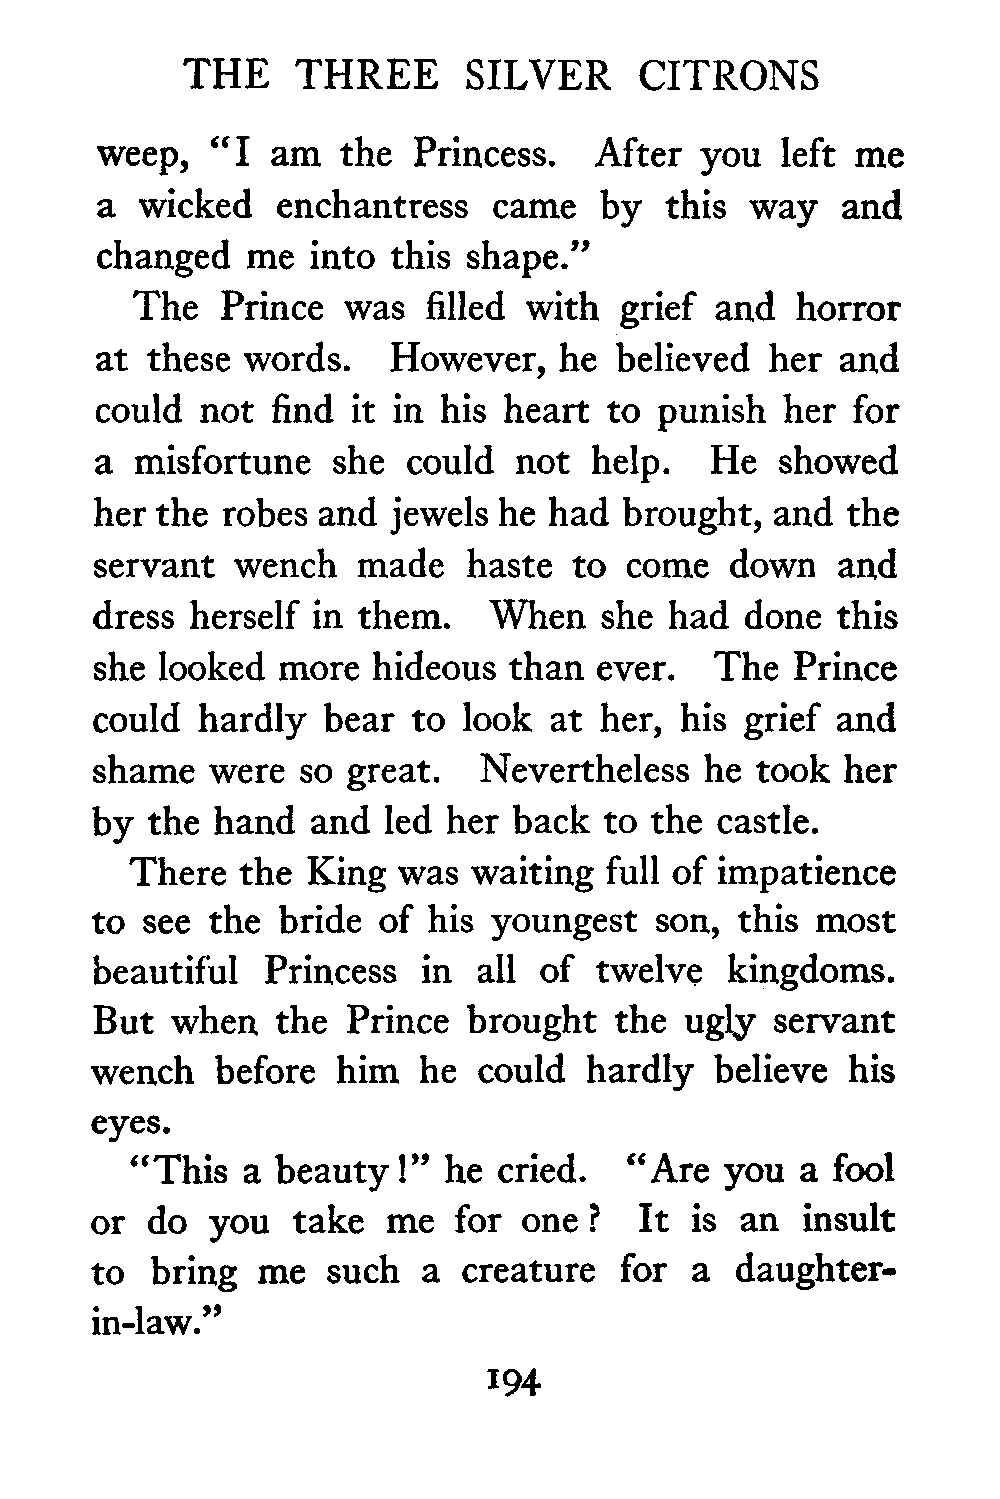 THE THREE SILVER CITRONS
weep, "I am the Princess. After you left me
a wicked enchantress came by this way and
changed me into this shape."
The Prince was filled with grief and horror
at these words. However, he believed her and
could not find it in his heart to punish her for
a misfortune she could not help. He showed
her the robes and jewels he had brought, and the
servant wench made haste to come down and
dress herself in them. When she had done this
she looked more hideous than ever. The Prince
could hardly bear to look at her, his grief and
shame were so great. Nevertheless he took her
by the hand and led her back to the castle.
There the King was waiting full of impatience
to see the bride of his youngest son, this most
beautiful Princess in all of twelve kingdoms.
But when the Prince brought the ugly servant
wench before him he could hardly believe his
eyes.
"This a beauty!" he cried. "Are you a fool
or do you take me for one? It is an insult
to bring me such a creature for a daughter-
in-law."
194